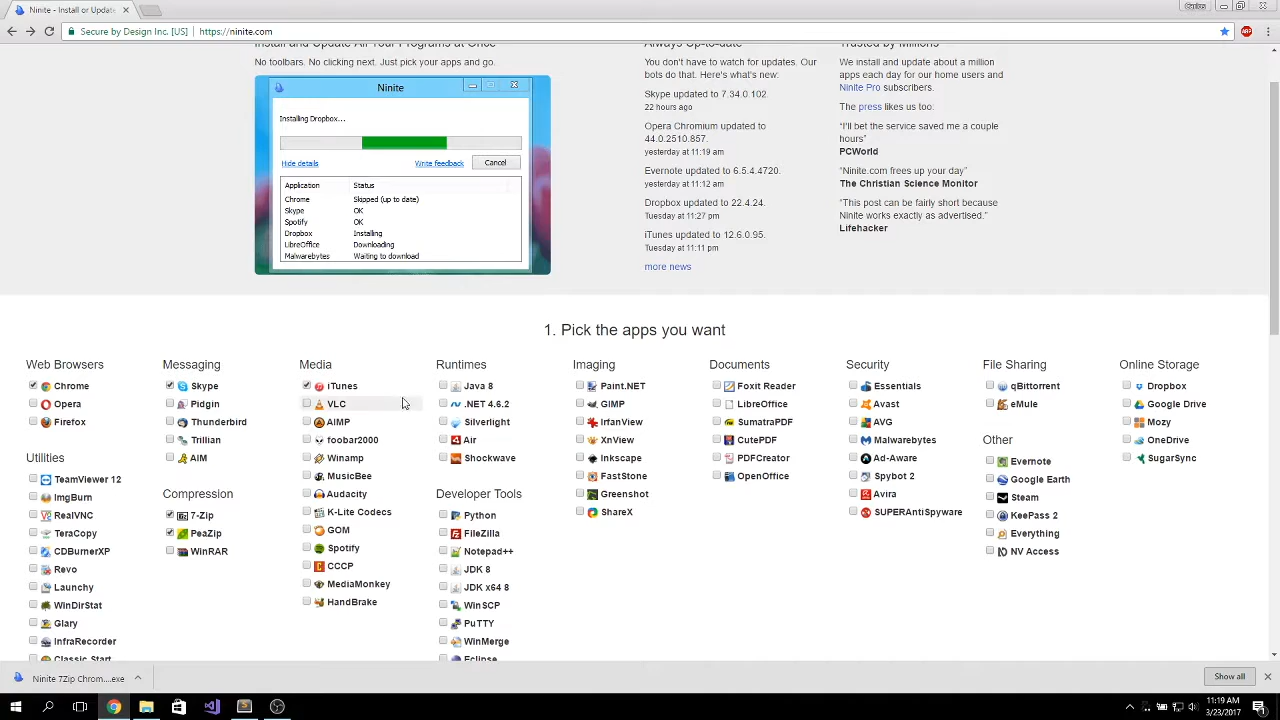 Ninite - Install or Updat
Carlos
Secure by Design Inc. [US]
https://ninite.com
Install and Update All Your Programs at Once
No toolbars. No clicking next. Just pick your apps and go.
Ninite
Installing Dropbox...
Hide details
Write feedback
Cancel
Application Status
Chrome Skipped (up to date)
Skype OK
Spotify OK
Dropbox Installing
LibreOffice Downloading
Malwarebytes Waiting to download
Always Up-to-date
You don't have to watch for updates. Our
bots do that. Here's what's new:
Skype updated to 7.34.0.102.
22 hours ago
Opera Chromium updated to
44.0.2510.857.
yesterday at 11:19 am
Evernote updated to 6.5.4.4720.
yesterday at 11:12 am
Dropbox updated to 22.4.24.
Tuesday at 11:27 pm
iTunes updated to 12.6.0.95.
Tuesday at 11:11 pm
more news
Trusted by Millions
We install and update about a million
apps each day for our home users and
Ninite Pro subscribers.
The press likes us too:
“I'll bet the service saved me a couple
hours”
PCWorld
“Ninite.com frees up your day”
The Christian Science Monitor
“This post can be fairly short because
Ninite works exactly as advertised.”
Lifehacker
1. Pick the apps you want
Web Browsers
Chrome
Opera
Firefox
Utilities
TeamViewer 12
ImgBurn
RealVNC
TeraCopy
CDBurnerXP
Revo
Launchy
WinDirStat
Glary
InfraRecorder
Classic Start
Messaging
Skype
Pidgin
Thunderbird
Trillian
AIM
Compression
7-Zip
PeaZip
WinRAR
Media
iTunes
VLC
AIMP
foobar2000
Winamp
MusicBee
Audacity
K-Lite Codecs
GOM
Spotify
CCCP
MediaMonkey
HandBrake
Runtimes
Java 8
.NET 4.6.2
Silverlight
Air
Shockwave
Developer Tools
Python
FileZilla
Notepad++
JDK 8
JDK x64 8
WinSCP
PuTTY
WinMerge
Eclipse
Imaging
Paint.NET
GIMP
IrfanView
XnView
Inkscape
FastStone
Greenshot
ShareX
Documents
Foxit Reader
LibreOffice
SumatraPDF
CutePDF
PDFCreator
OpenOffice
Security
Essentials
Avast
AVG
Malwarebytes
Ad-Aware
Spybot 2
Avira
SUPERAntiSpyware
File Sharing
qBittorrent
eMule
Other
Evernote
Google Earth
Steam
KeePass 2
Everything
NV Access
Online Storage
Dropbox
Google Drive
Mozy
OneDrive
SugarSync
Ninite 7Zip Chrom....exe
Show all
11:19 AM
3/23/2017